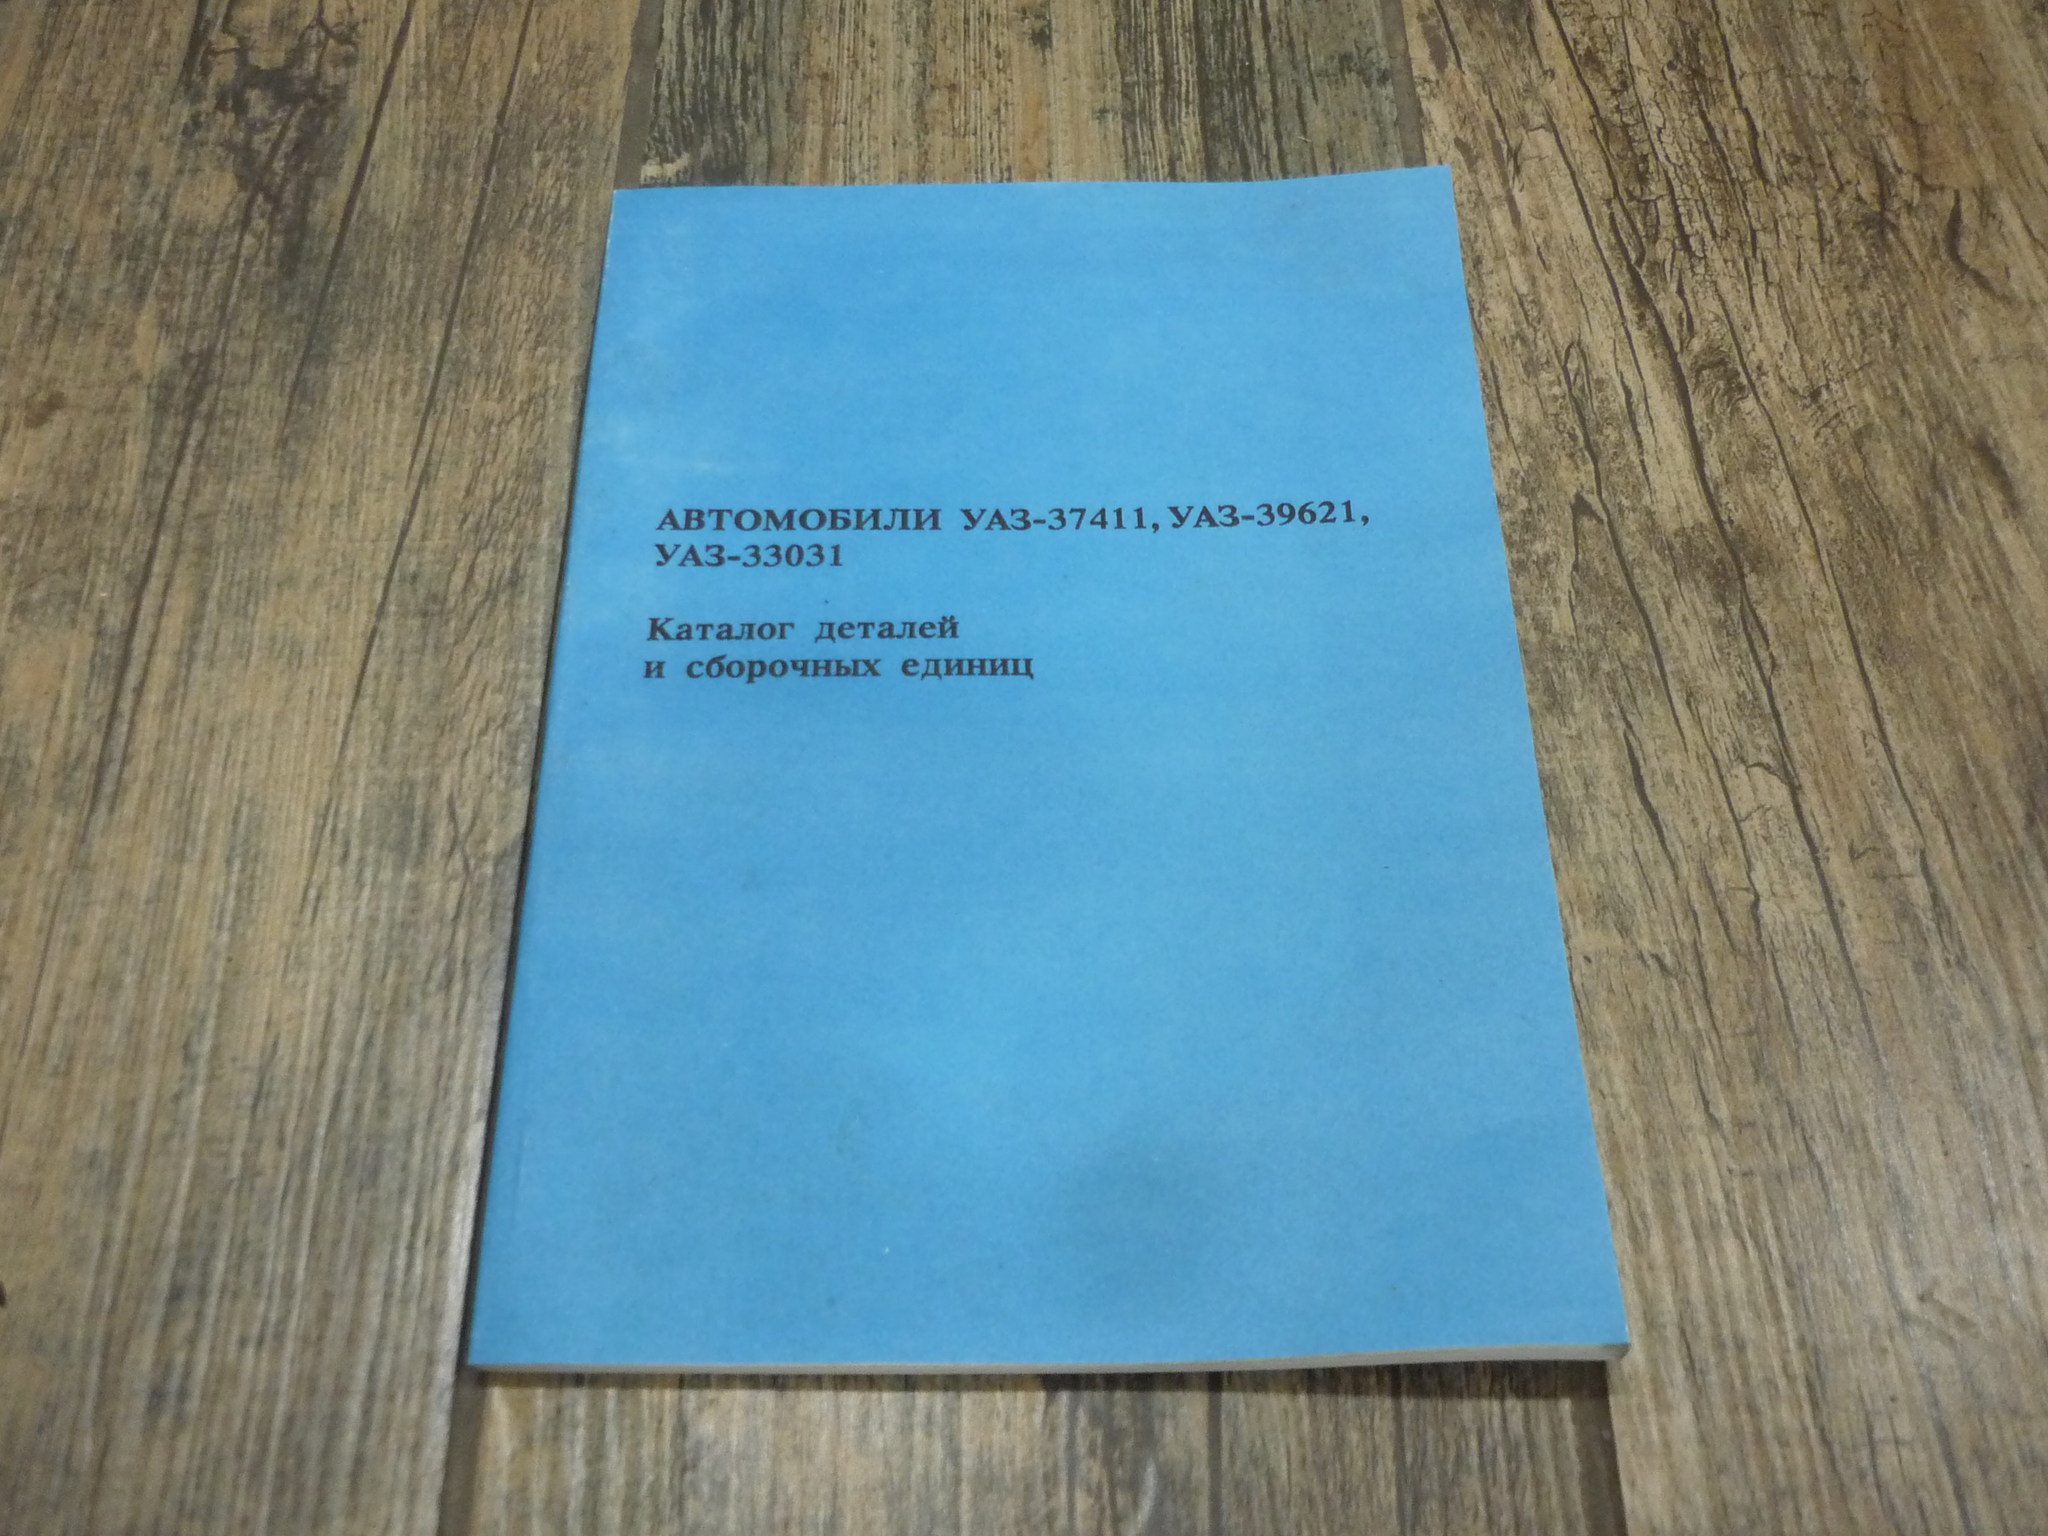 АВТОМОБИЛИ УАЗ-37411, УАЗ-39621,
УАЗ-33031
Каталог деталей
и сборочных единиц